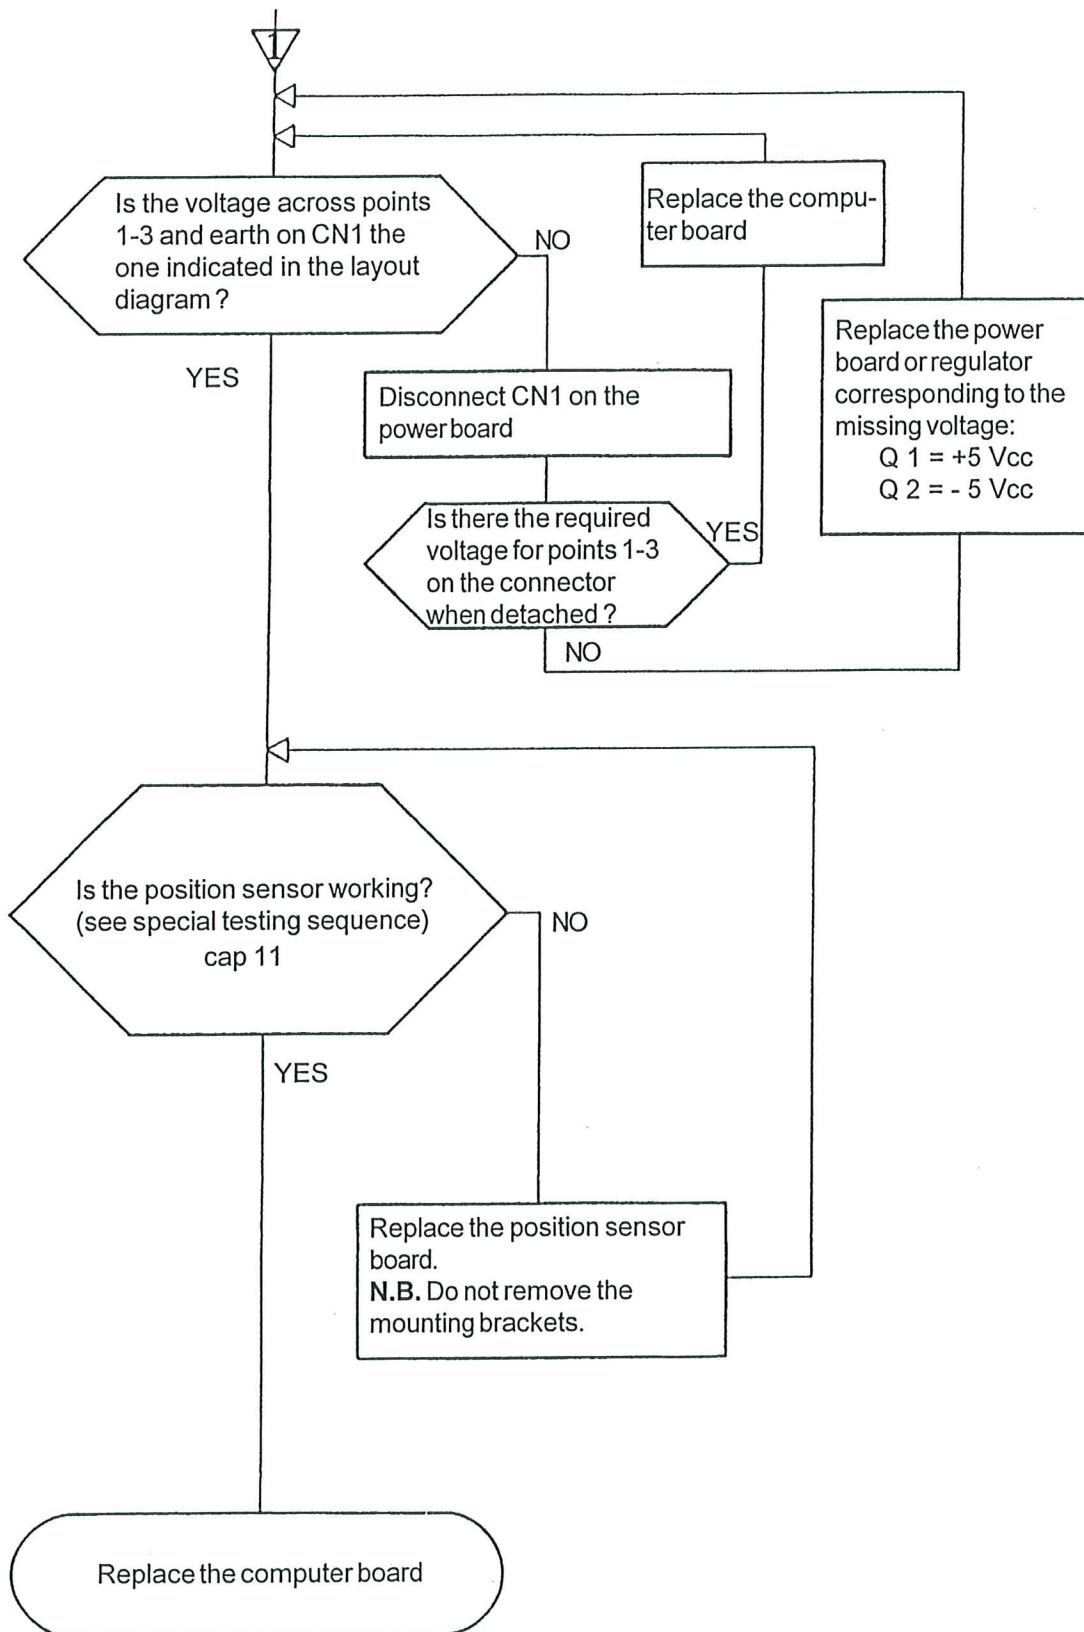 1
Is the voltage across points
1-3 and earth on CN1 the
one indicated in the layout
diagram ?
NO
YES
Replace the compu-
ter board
Disconnect CN1 on the
power board
Replace the power
board or regulator
corresponding to the
missing voltage:
Q 1 = +5 Vcc
Q 2 = - 5 Vcc
Is there the required
voltage for points 1-3
on the connector
when detached ?
YES
NO
Is the position sensor working?
(see special testing sequence)
cap 11
NO
YES
Replace the position sensor
board.
N.B. Do not remove the
mounting brackets.
Replace the computer board